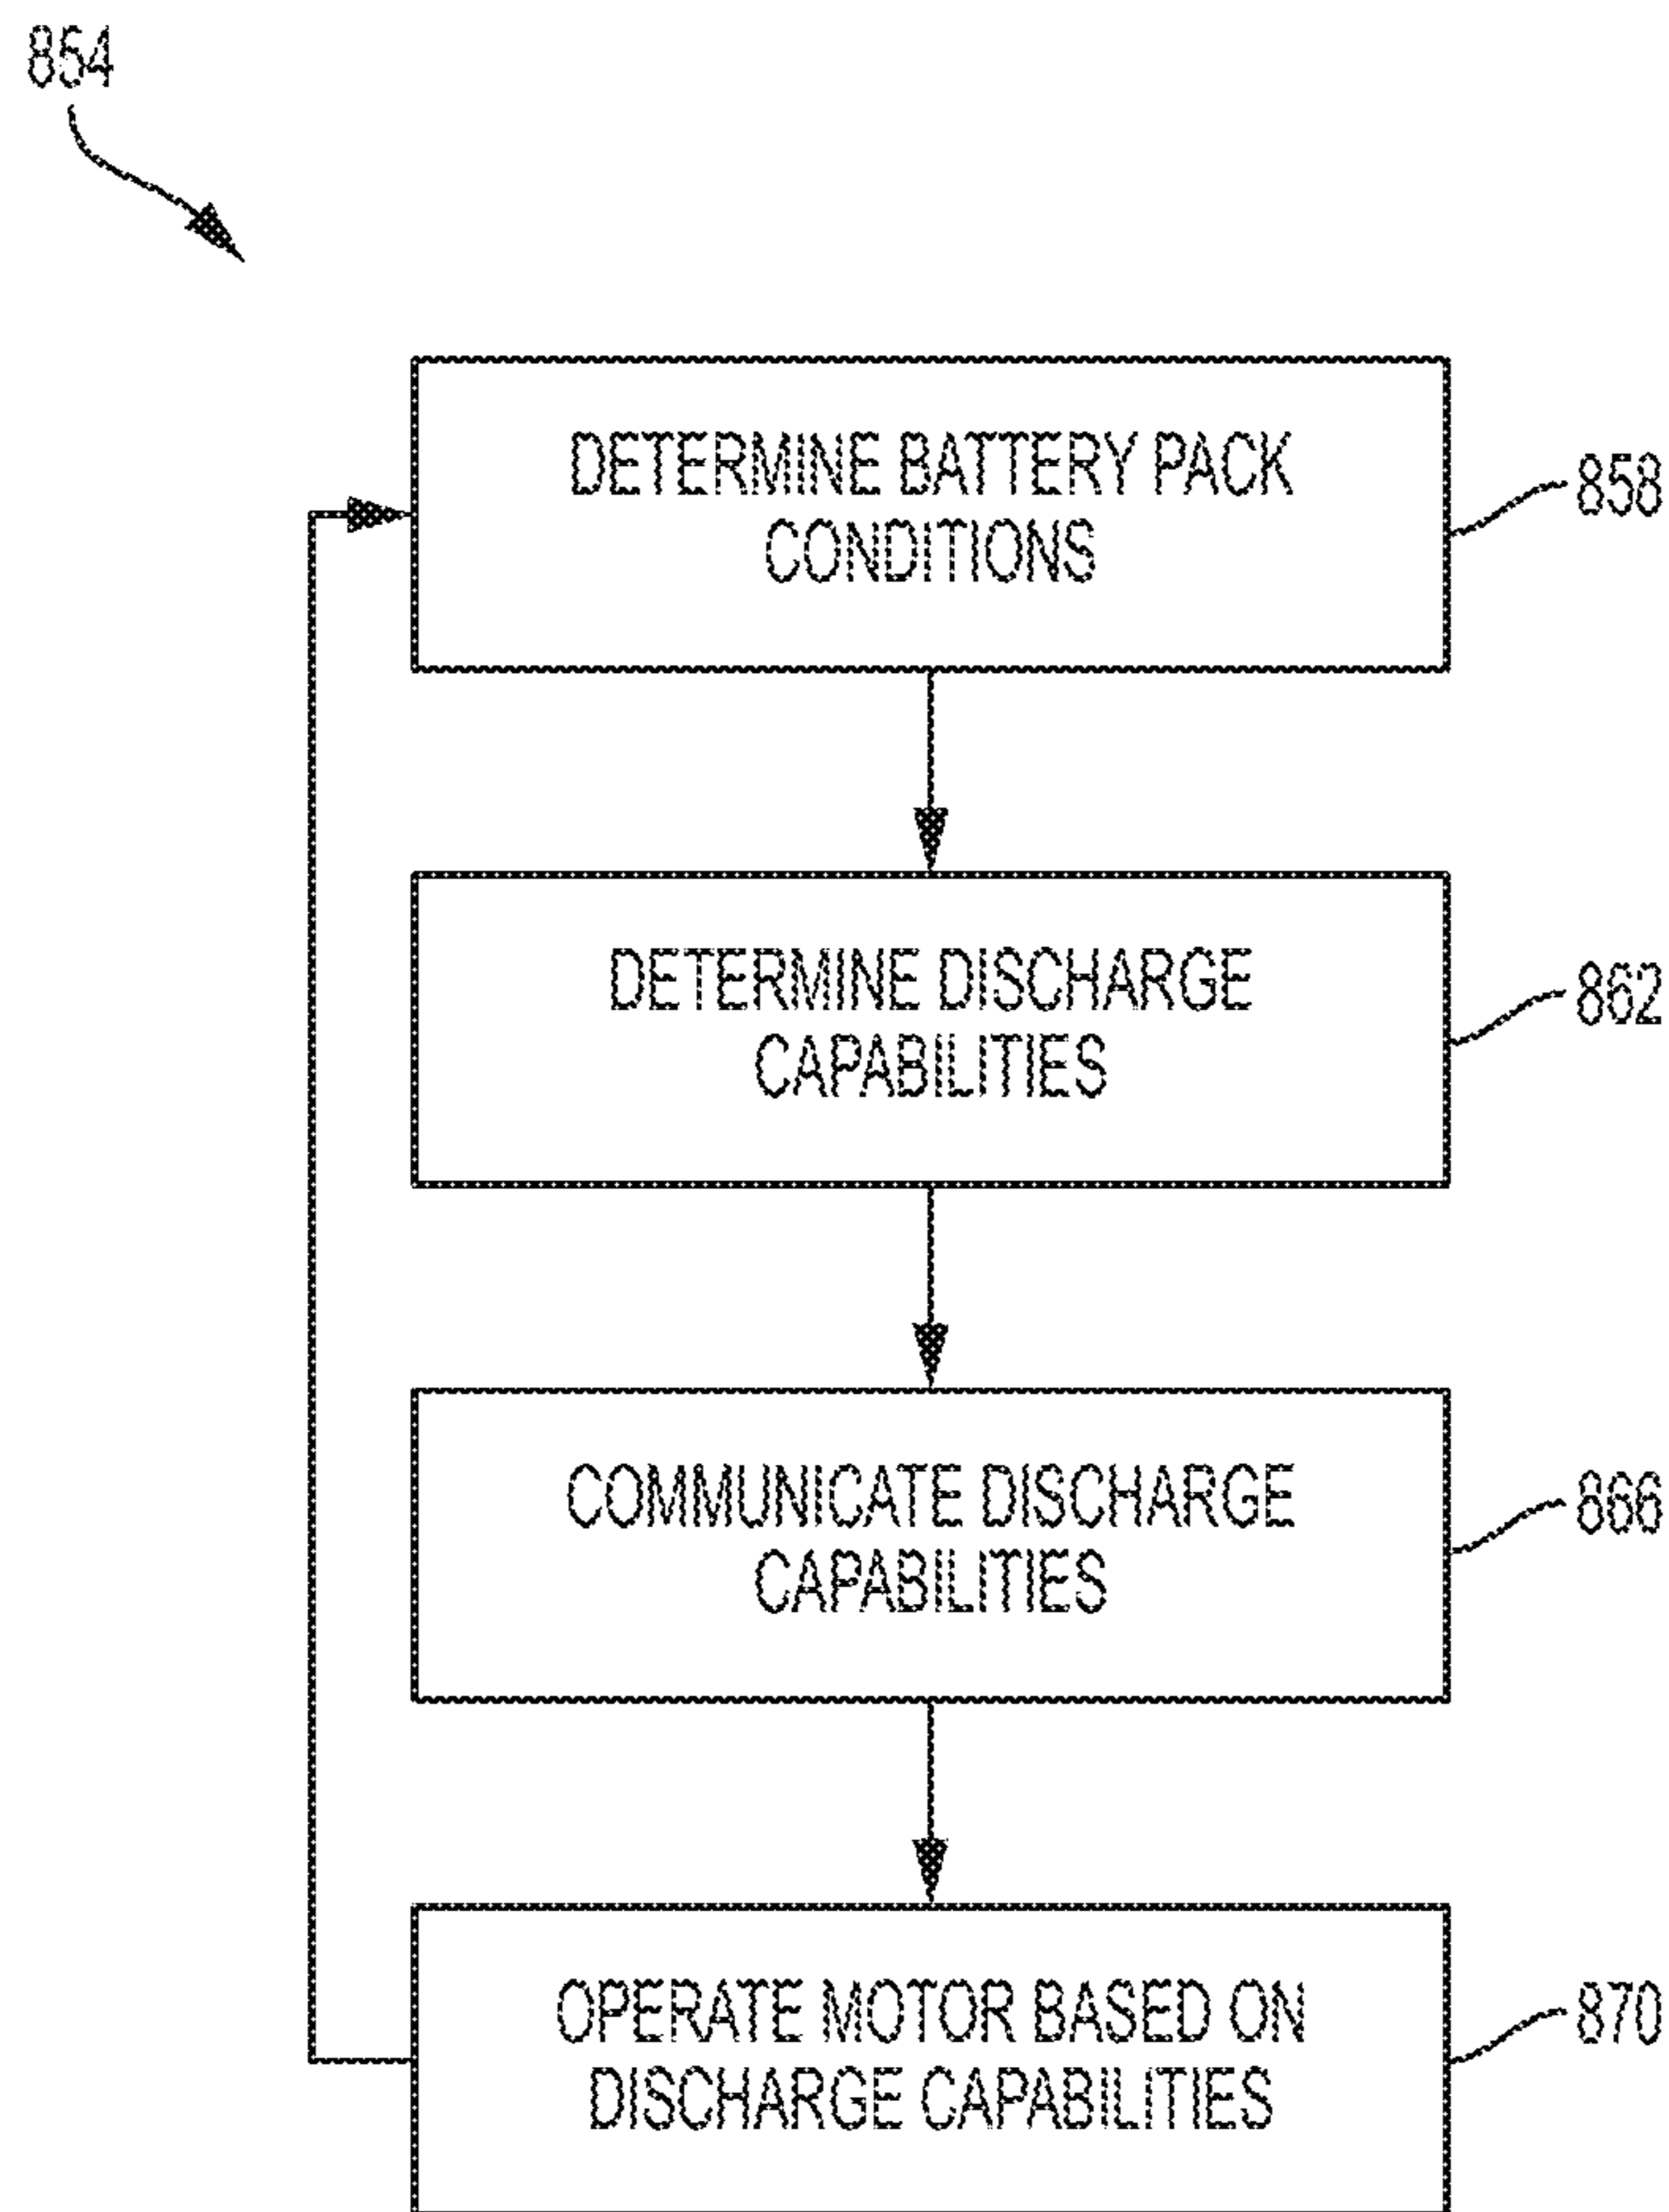 854
DETERMINE BATTERY PACK
CONDITIONS
858
DETERMINE DISCHARGE
CAPABILITIES
862
COMMUNICATE DISCHARGE
CAPABILITIES
866
OPERATE MOTOR BASED ON
DISCHARGE CAPABILITIES
870